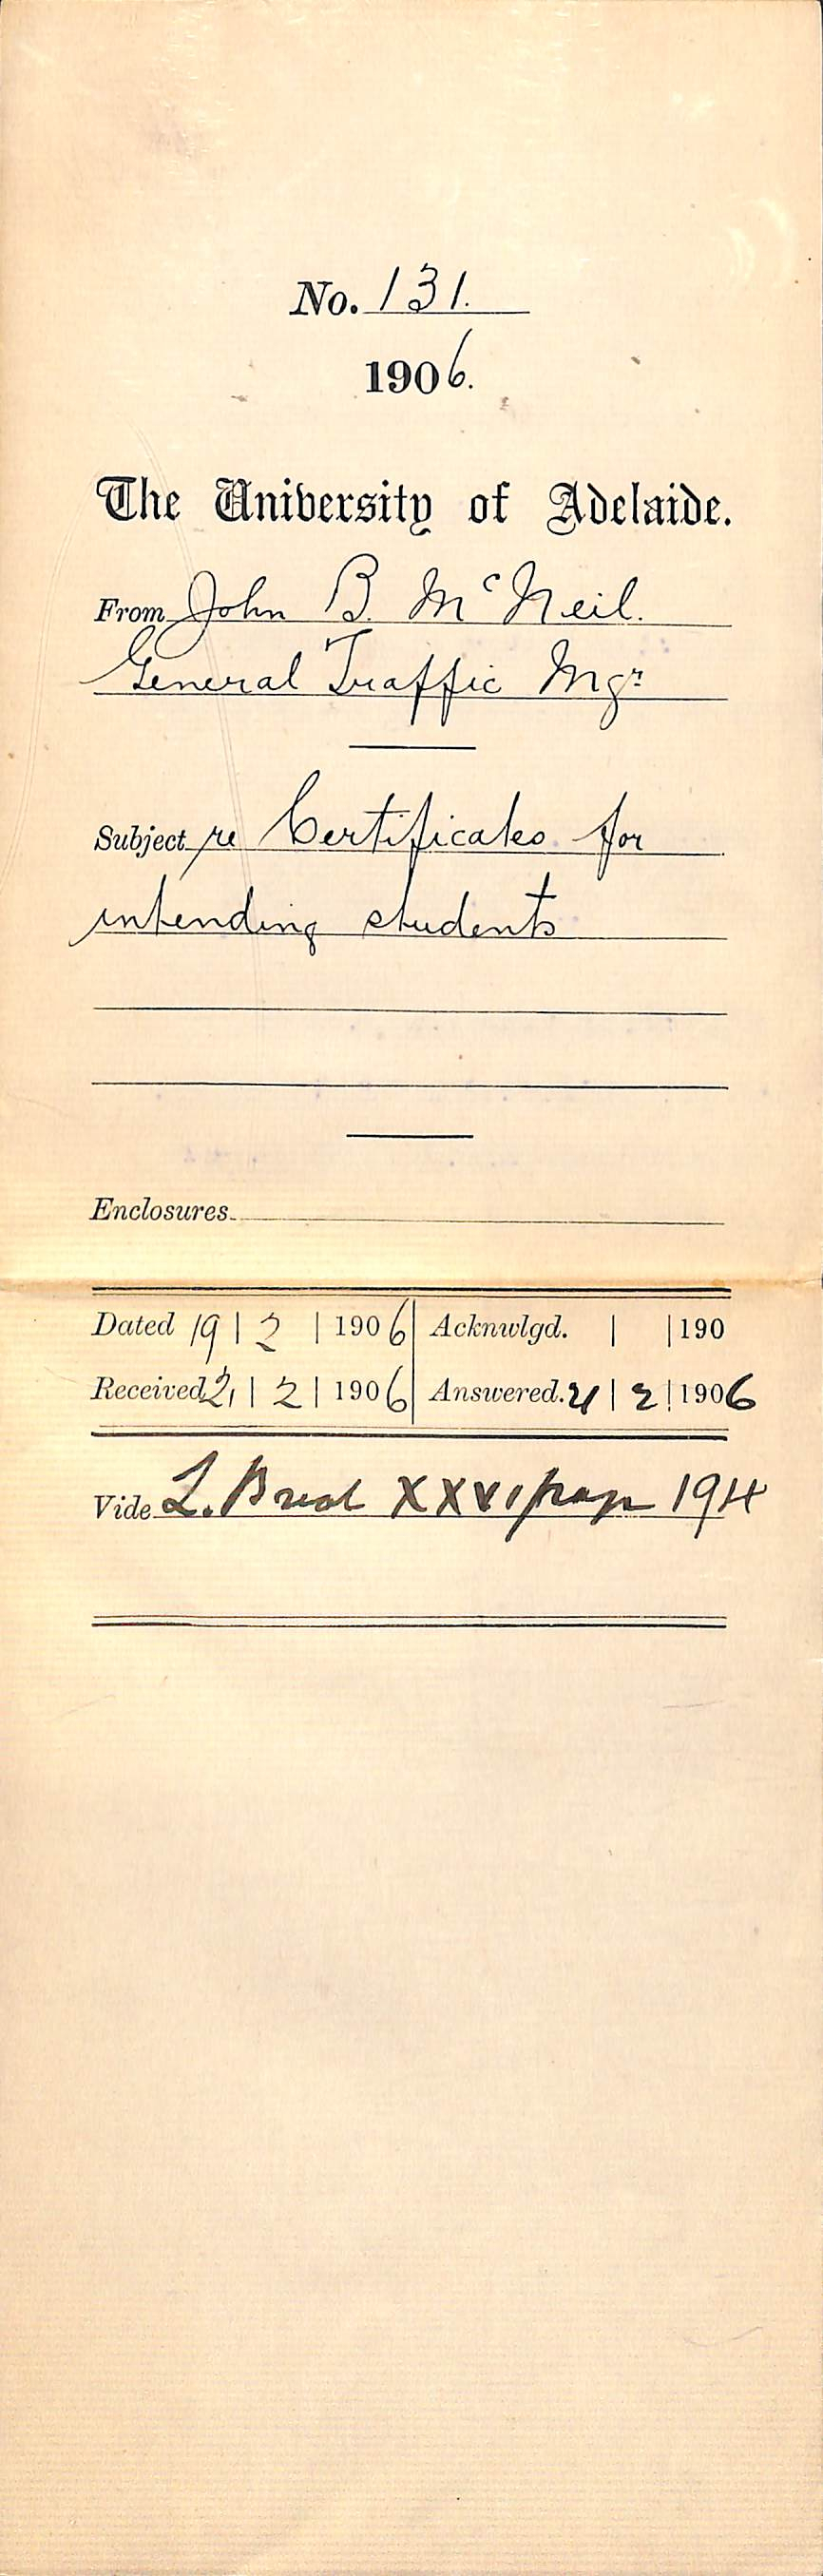 No. 131.
1906.
The University of Adelaide.
From John B. McNeil.
General Traffic Mgr
Subject re Certificates for
intending students
Enclosures
Dated 19 | 2 | 1906 Acknwlgd. | | 190
Received 21 | 2 | 1906 Answered. 21 | 2 | 1906
Vide L. XXVI page 194